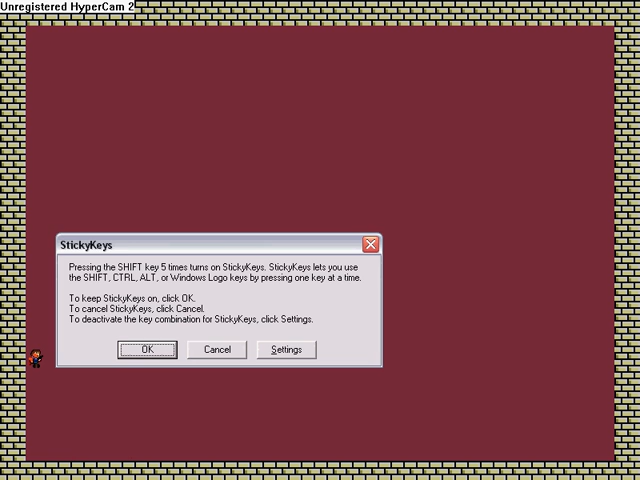 Unregistered HyperCam 2
StickyKeys
Pressing the SHIFT key 5 times turns on StickyKeys. StickyKeys lets you use
the SHIFT, CTRL, ALT, or Windows Logo keys by pressing one key at a time.
To keep StickyKeys on, click OK.
To cancel StickyKeys, click Cancel.
To deactivate the key combination for StickyKeys, click Settings.
OK Cancel Settings